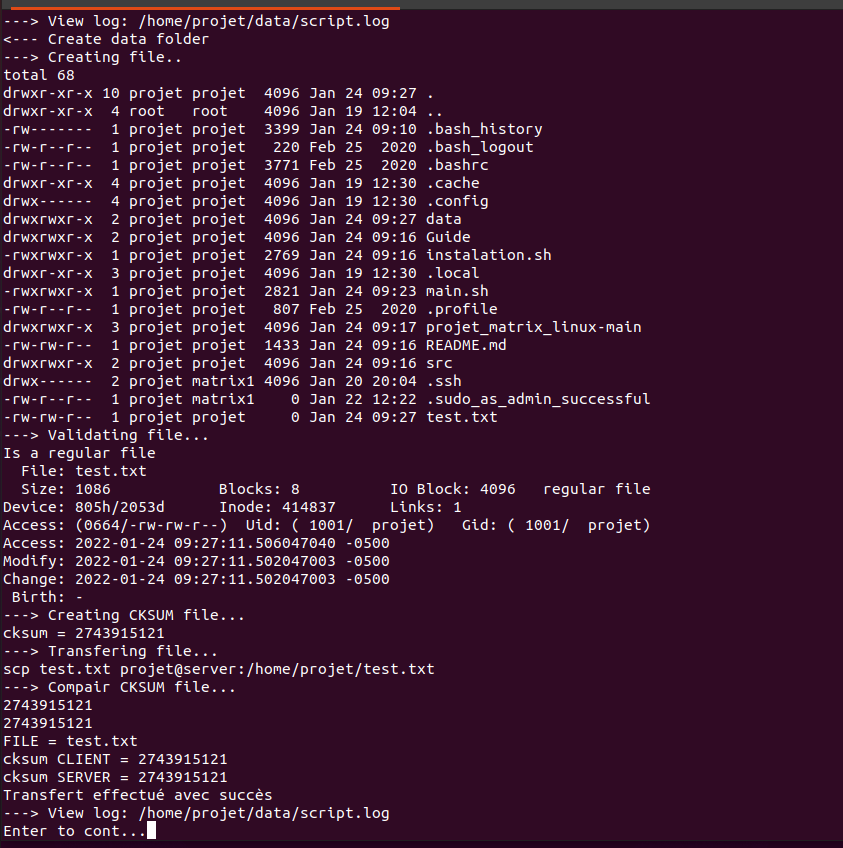 ---> View log: /home/projet/data/script.log
<--- Create data folder
---> Creating file..
total 68
drwxr-xr-x 10 projet projet  4096 Jan 24 09:27 .
drwxr-xr-x  4 root   root    4096 Jan 19 12:04 ..
-rw-------  1 projet projet  3399 Jan 24 09:10 .bash_history
-rw-r--r--  1 projet projet   220 Feb 25  2020 .bash_logout
-rw-r--r--  1 projet projet  3771 Feb 25  2020 .bashrc
drwxr-xr-x  4 projet projet  4096 Jan 19 12:30 .cache
drwx------  4 projet projet  4096 Jan 19 12:30 .config
drwxrwxr-x  2 projet projet  4096 Jan 24 09:27 data
drwxrwxr-x  2 projet projet  4096 Jan 24 09:16 Guide
-rwxrwxr-x  1 projet projet  2769 Jan 24 09:16 instalation.sh
drwxr-xr-x  3 projet projet  4096 Jan 19 12:30 .local
-rwxrwxr-x  1 projet projet  2821 Jan 24 09:23 main.sh
-rw-r--r--  1 projet projet   807 Feb 25  2020 .profile
drwxrwxr-x  3 projet projet  4096 Jan 24 09:17 projet_matrix_linux-main
-rw-rw-r--  1 projet projet  1433 Jan 24 09:16 README.md
drwxrwxr-x  2 projet projet  4096 Jan 24 09:16 src
drwx------  2 projet matrix1 4096 Jan 20 20:04 .ssh
-rw-r--r--  1 projet matrix1    0 Jan 22 12:22 .sudo_as_admin_successful
-rw-rw-r--  1 projet projet     0 Jan 24 09:27 test.txt
---> Validating file...
Is a regular file
  File: test.txt
  Size: 1086            Blocks: 8          IO Block: 4096   regular file
Device: 805h/2053d      Inode: 414837      Links: 1
Access: (0664/-rw-rw-r--)  Uid: ( 1001/  projet)   Gid: ( 1001/  projet)
Access: 2022-01-24 09:27:11.506047040 -0500
Modify: 2022-01-24 09:27:11.502047003 -0500
Change: 2022-01-24 09:27:11.502047003 -0500
 Birth: -
---> Creating CKSUM file...
cksum = 2743915121
---> Transfering file...
scp test.txt projet@server:/home/projet/test.txt
---> Compair CKSUM file...
2743915121
2743915121
FILE = test.txt
cksum CLIENT = 2743915121
cksum SERVER = 2743915121
Transfert effectué avec succès
---> View log: /home/projet/data/script.log
Enter to cont...